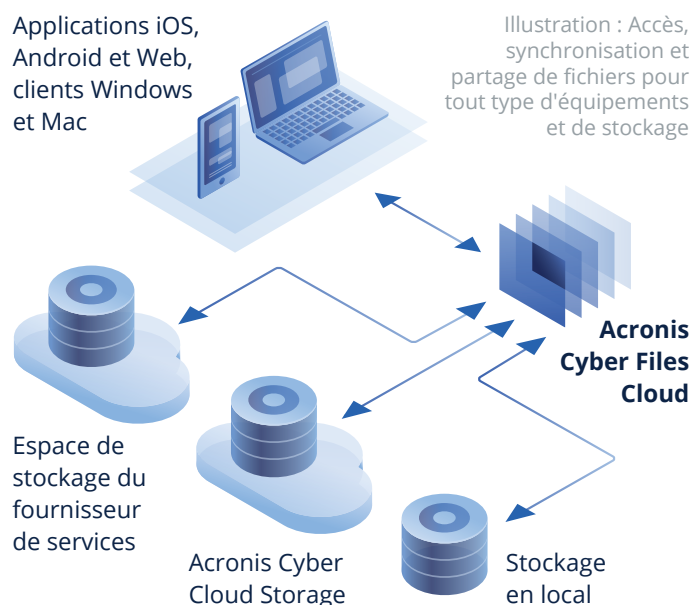 Applications iOS,
Android et Web,
clients Windows
et Mac
Illustration : Accès,
synchronisation et
partage de fichiers pour
tout type d'équipements
et de stockage
Acronis
Cyber Files
Cloud
Espace de
stockage du
fournisseur
de services
Acronis Cyber
Cloud Storage
Stockage
en local